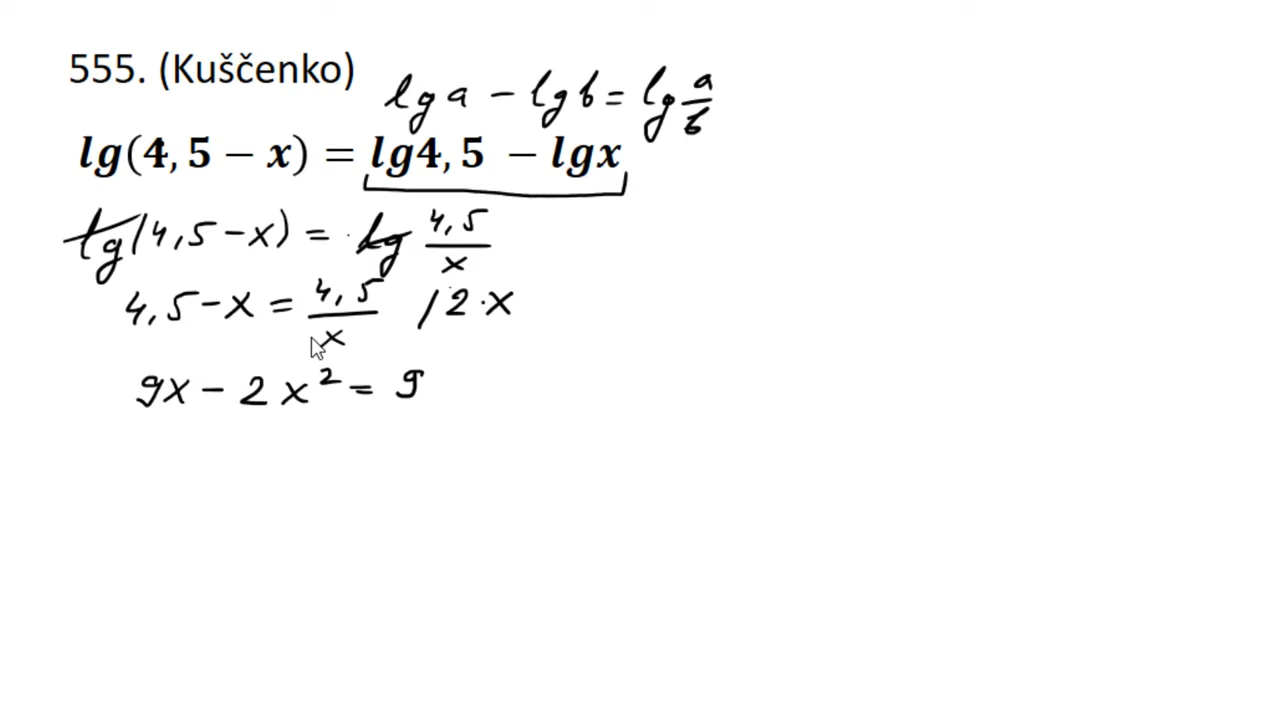 555. (Kuščenko)
lg a - lg b = lg a/b
lg(4, 5 − x) = lg4, 5 − lgx
lg(4,5-x) = lg 4,5/x
4,5-x = 4,5/x /2·x
9x - 2x² = 9